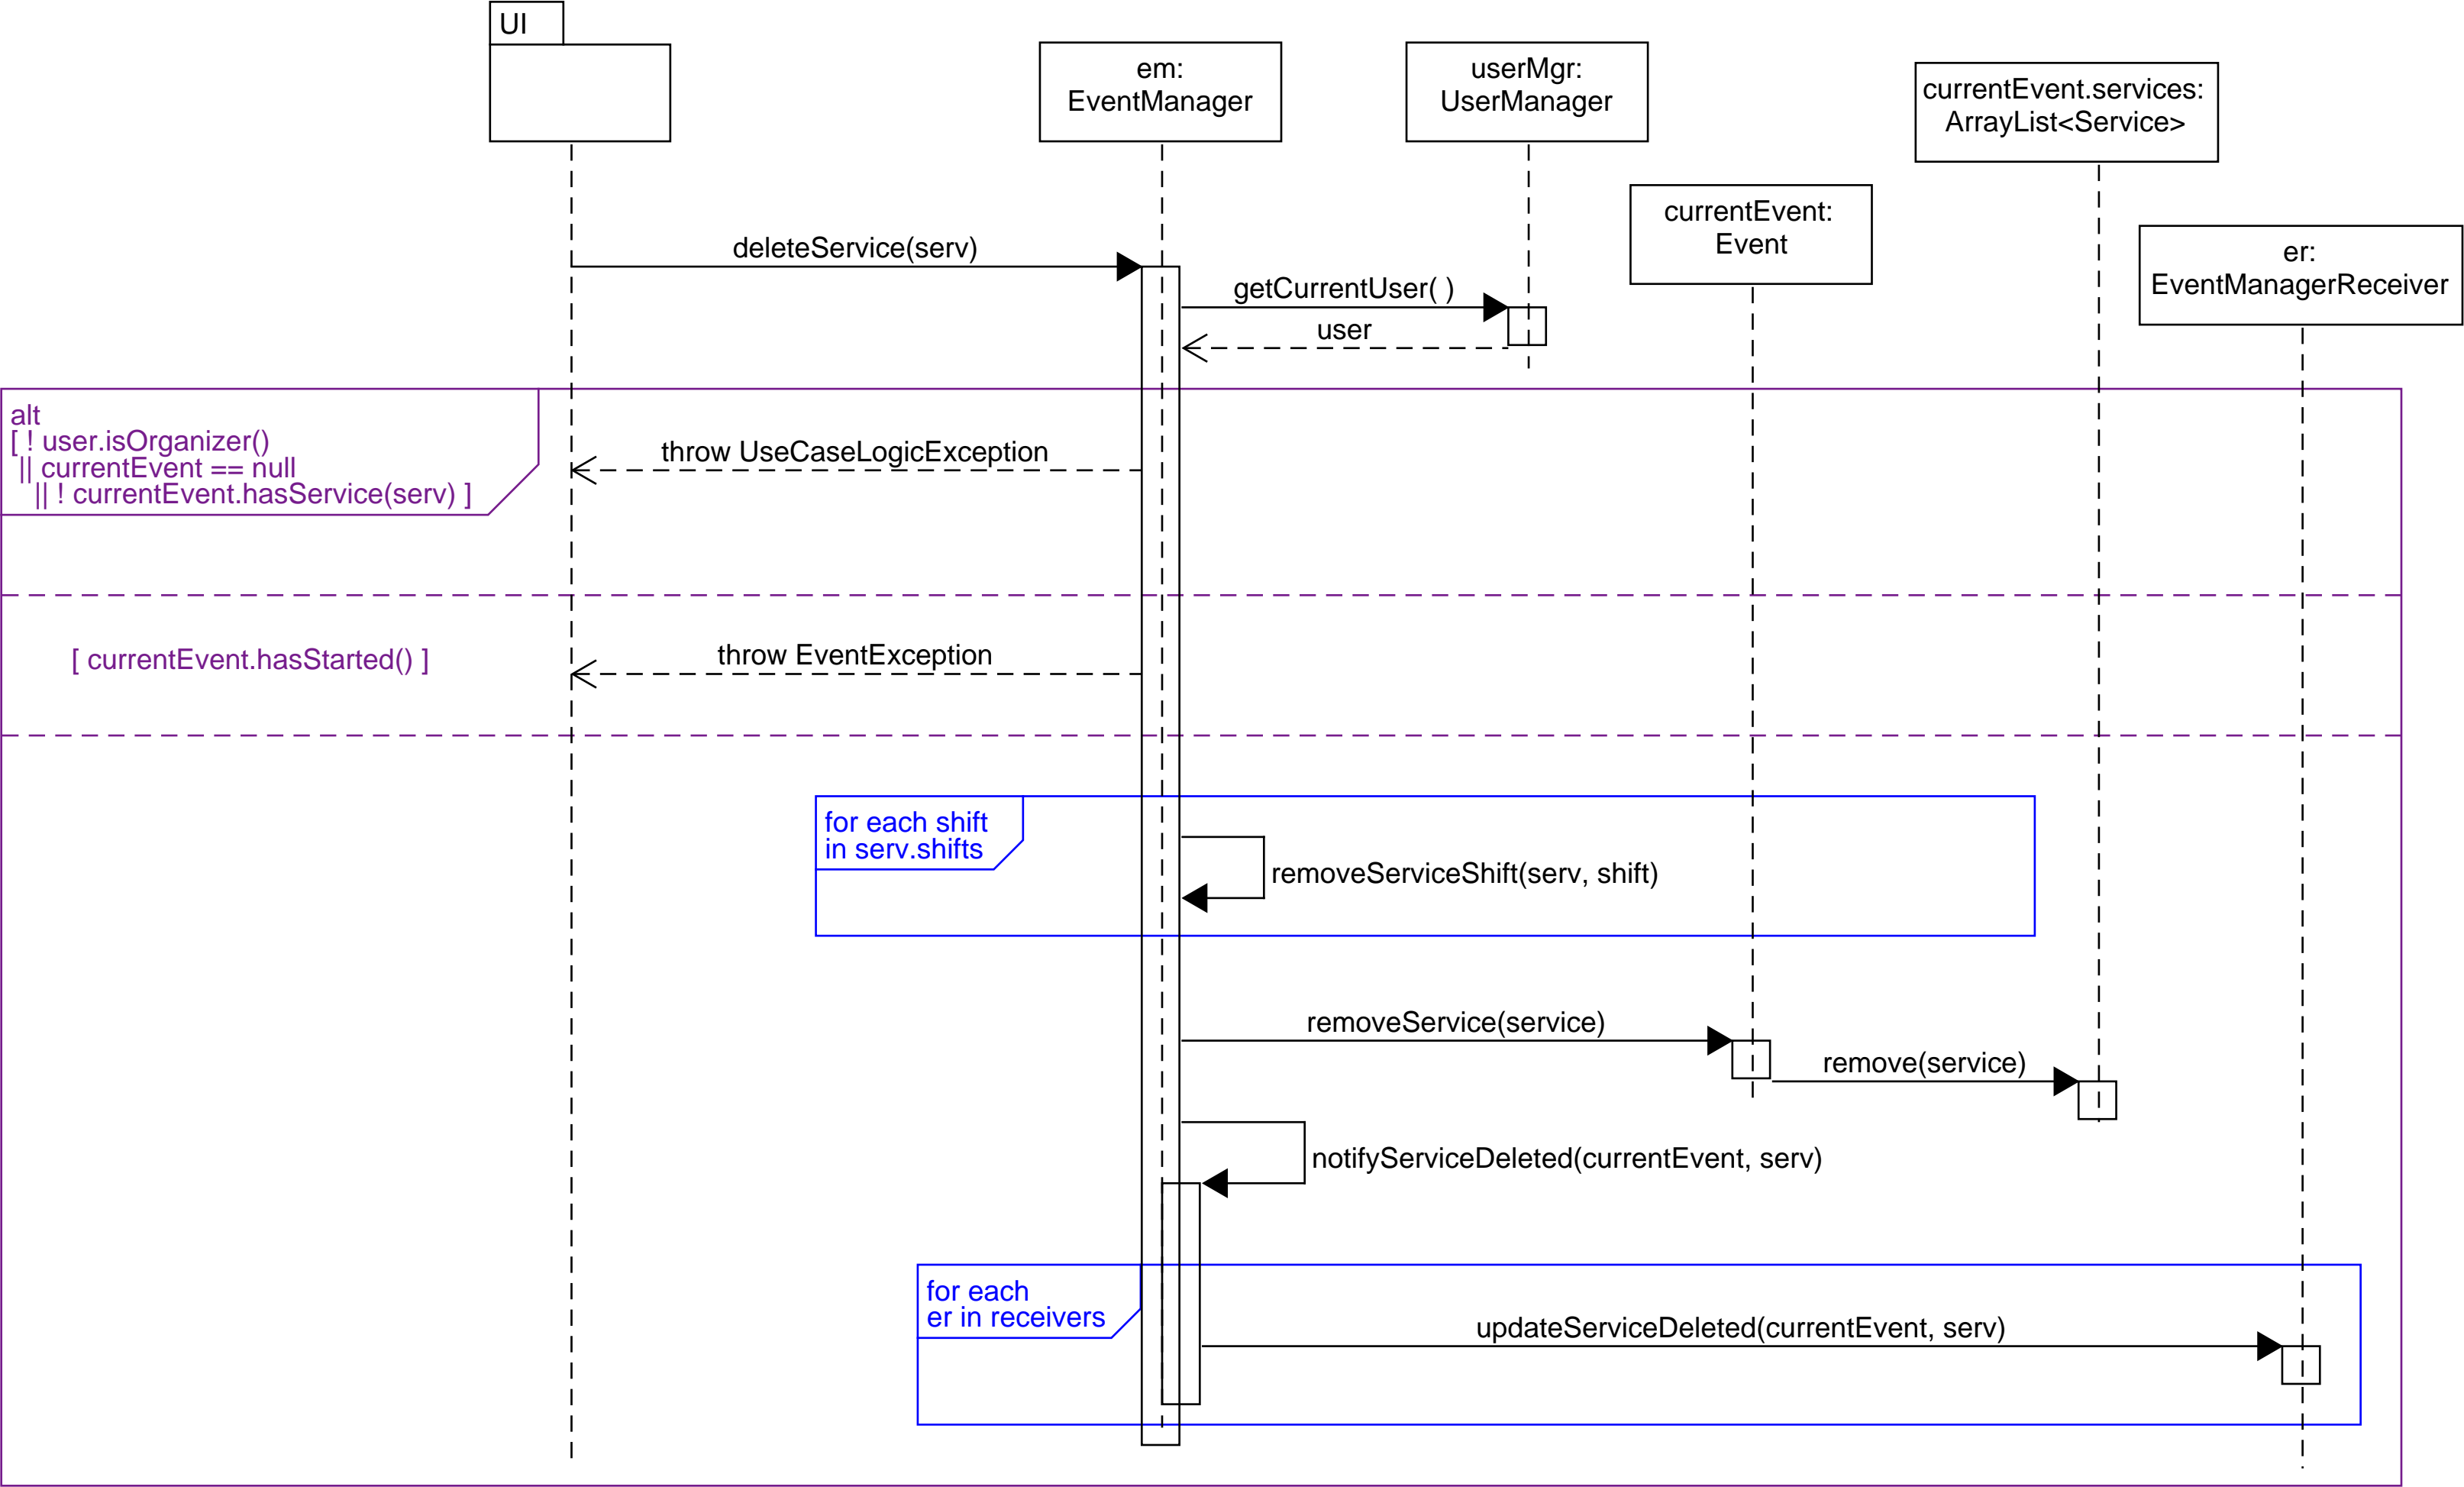 UI
em:
EventManager
userMgr:
UserManager
currentEvent.services:
ArrayList<Service>
currentEvent:
Event
er:
EventManagerReceiver
deleteService(serv)
getCurrentUser( )
user
alt
[ ! user.isOrganizer()
|| currentEvent == null
|| ! currentEvent.hasService(serv) ]
throw UseCaseLogicException
[ currentEvent.hasStarted() ]
throw EventException
for each shift
in serv.shifts
removeServiceShift(serv, shift)
removeService(service)
remove(service)
notifyServiceDeleted(currentEvent, serv)
for each
er in receivers
updateServiceDeleted(currentEvent, serv)